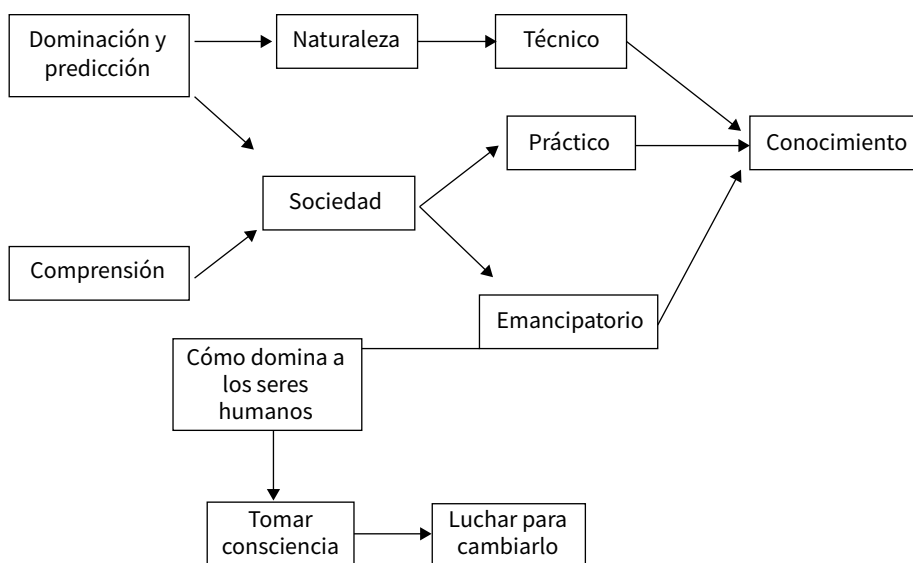 Dominación y
predicción
Naturaleza
Técnico
Práctico
Conocimiento
Sociedad
Comprensión
Emancipatorio
Cómo domina a
los seres
humanos
Tomar
consciencia
Luchar para
cambiarlo